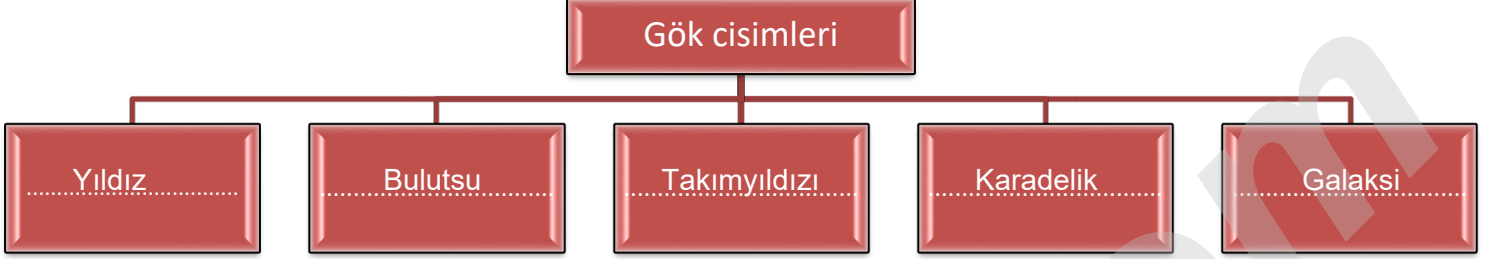 Gök cisimleri
Yıldız
Bulutsu
Takımyıldızı
Karadelik
Galaksi
m